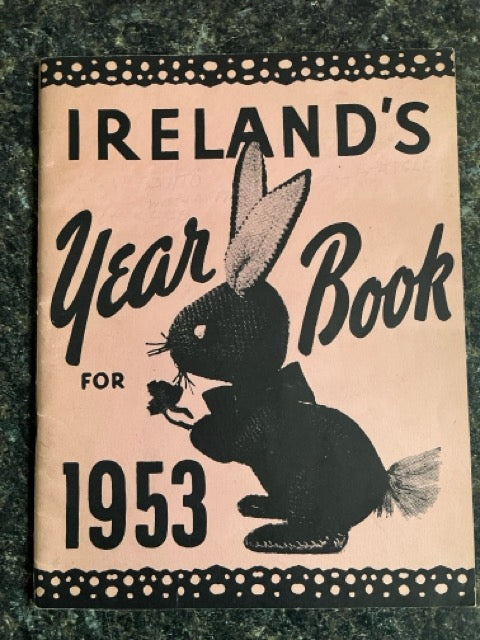 IRELAND'S
Year Book
FOR
1953